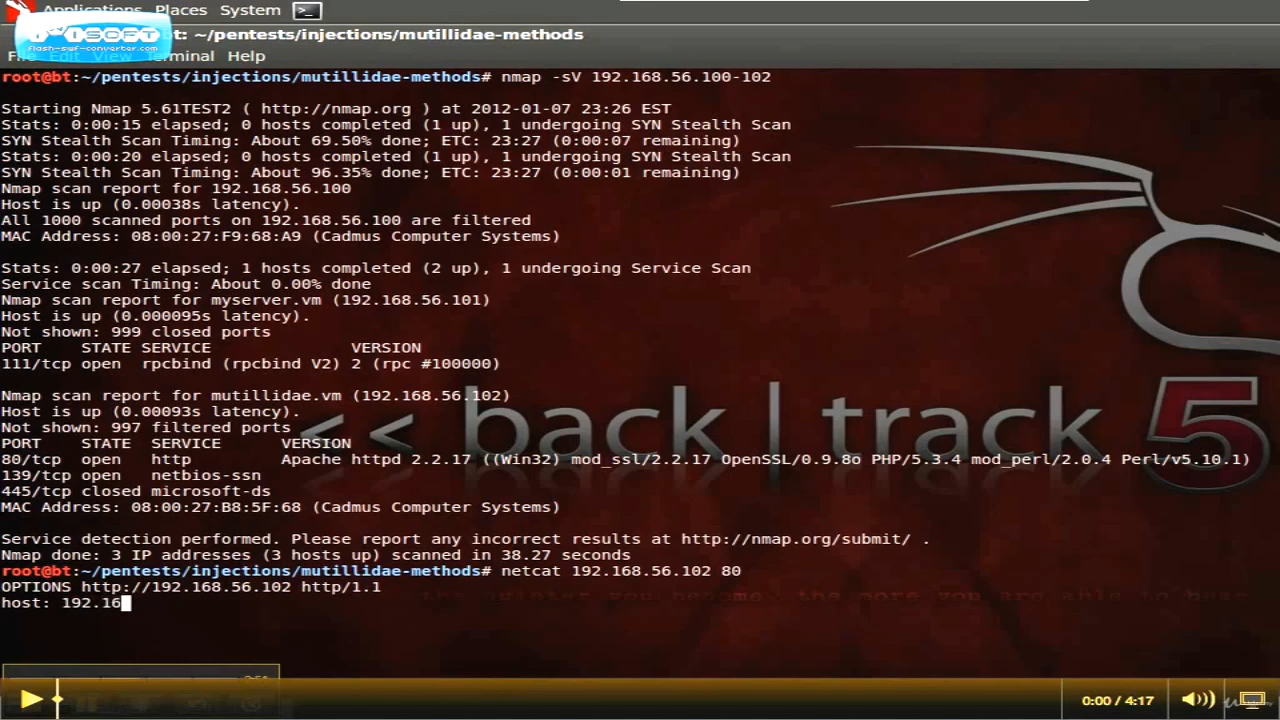 Applications Places System
flash-swf-converter.com
bt: ~/pentests/injections/mutillidae-methods
File Edit View Terminal Help
root@bt:~/pentests/injections/mutillidae-methods# nmap -sV 192.168.56.100-102
Starting Nmap 5.61TEST2 ( http://nmap.org ) at 2012-01-07 23:26 EST
Stats: 0:00:15 elapsed; 0 hosts completed (1 up), 1 undergoing SYN Stealth Scan
SYN Stealth Scan Timing: About 69.50% done; ETC: 23:27 (0:00:07 remaining)
Stats: 0:00:20 elapsed; 0 hosts completed (1 up), 1 undergoing SYN Stealth Scan
SYN Stealth Scan Timing: About 96.35% done; ETC: 23:27 (0:00:01 remaining)
Nmap scan report for 192.168.56.100
Host is up (0.00038s latency).
All 1000 scanned ports on 192.168.56.100 are filtered
MAC Address: 08:00:27:F9:68:A9 (Cadmus Computer Systems)
Stats: 0:00:27 elapsed; 1 hosts completed (2 up), 1 undergoing Service Scan
Service scan Timing: About 0.00% done
Nmap scan report for myserver.vm (192.168.56.101)
Host is up (0.000095s latency).
Not shown: 999 closed ports
PORT STATE SERVICE VERSION
111/tcp open rpcbind (rpcbind V2) 2 (rpc #100000)
Nmap scan report for mutillidae.vm (192.168.56.102)
Host is up (0.00093s latency).
Not shown: 997 filtered ports
<< back | track 5
PORT STATE SERVICE VERSION
80/tcp open http Apache httpd 2.2.17 ((Win32) mod_ssl/2.2.17 OpenSSL/0.9.8o PHP/5.3.4 mod_perl/2.0.4 Perl/v5.10.1)
139/tcp open netbios-ssn
445/tcp closed microsoft-ds
MAC Address: 08:00:27:B8:5F:68 (Cadmus Computer Systems)
Service detection performed. Please report any incorrect results at http://nmap.org/submit/ .
Nmap done: 3 IP addresses (3 hosts up) scanned in 38.27 seconds
root@bt:~/pentests/injections/mutillidae-methods# netcat 192.168.56.102 80
OPTIONS http://192.168.56.102 http/1.1
host: 192.16
the quieter you become, the more you are able to hear
0:00 / 4:17